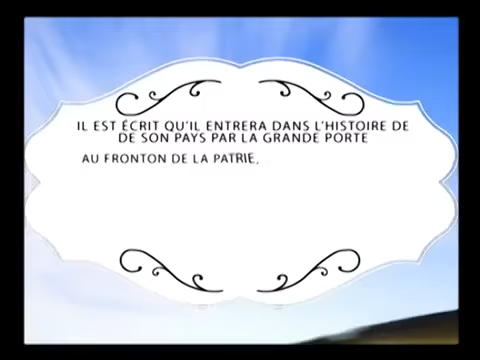 IL EST ÉCRIT QU'IL ENTRERA DANS L'HISTOIRE DE
DE SON PAYS PAR LA GRANDE PORTE
AU FRONTON DE LA PATRIE,